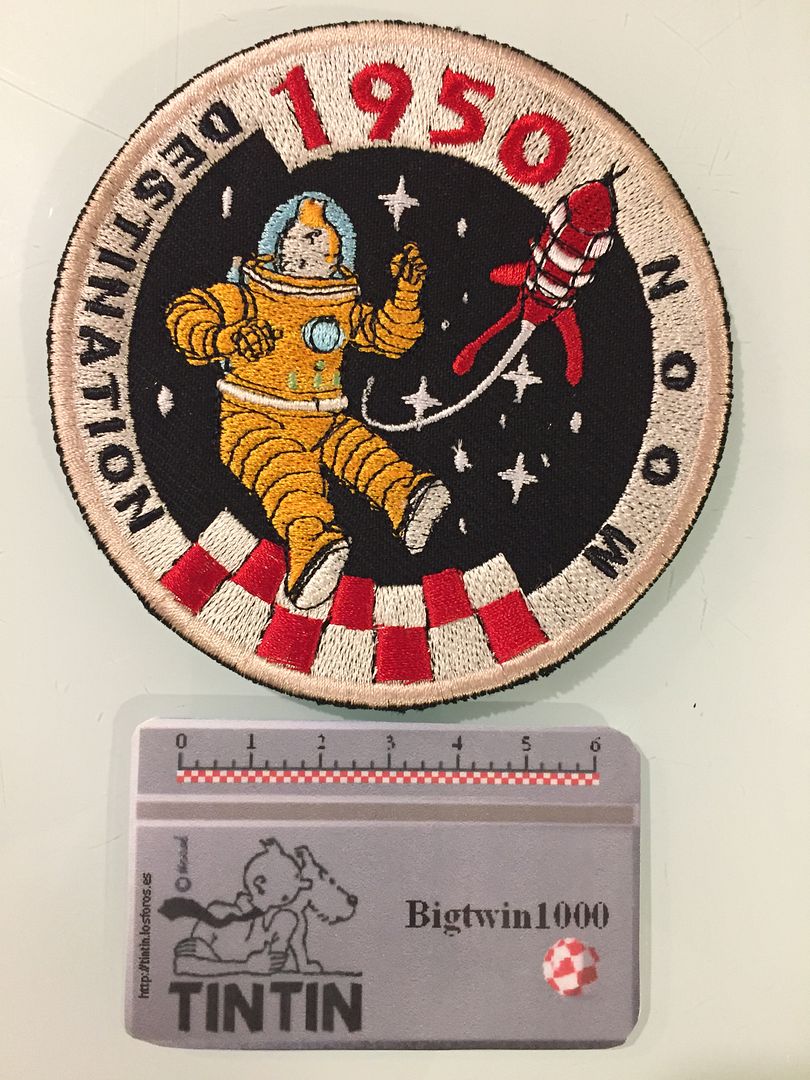 DESTINATION
1950
MOON
0 1 2 3 4 5 6
http://tintin.losforos.es
Bigtwin1000
TINTIN